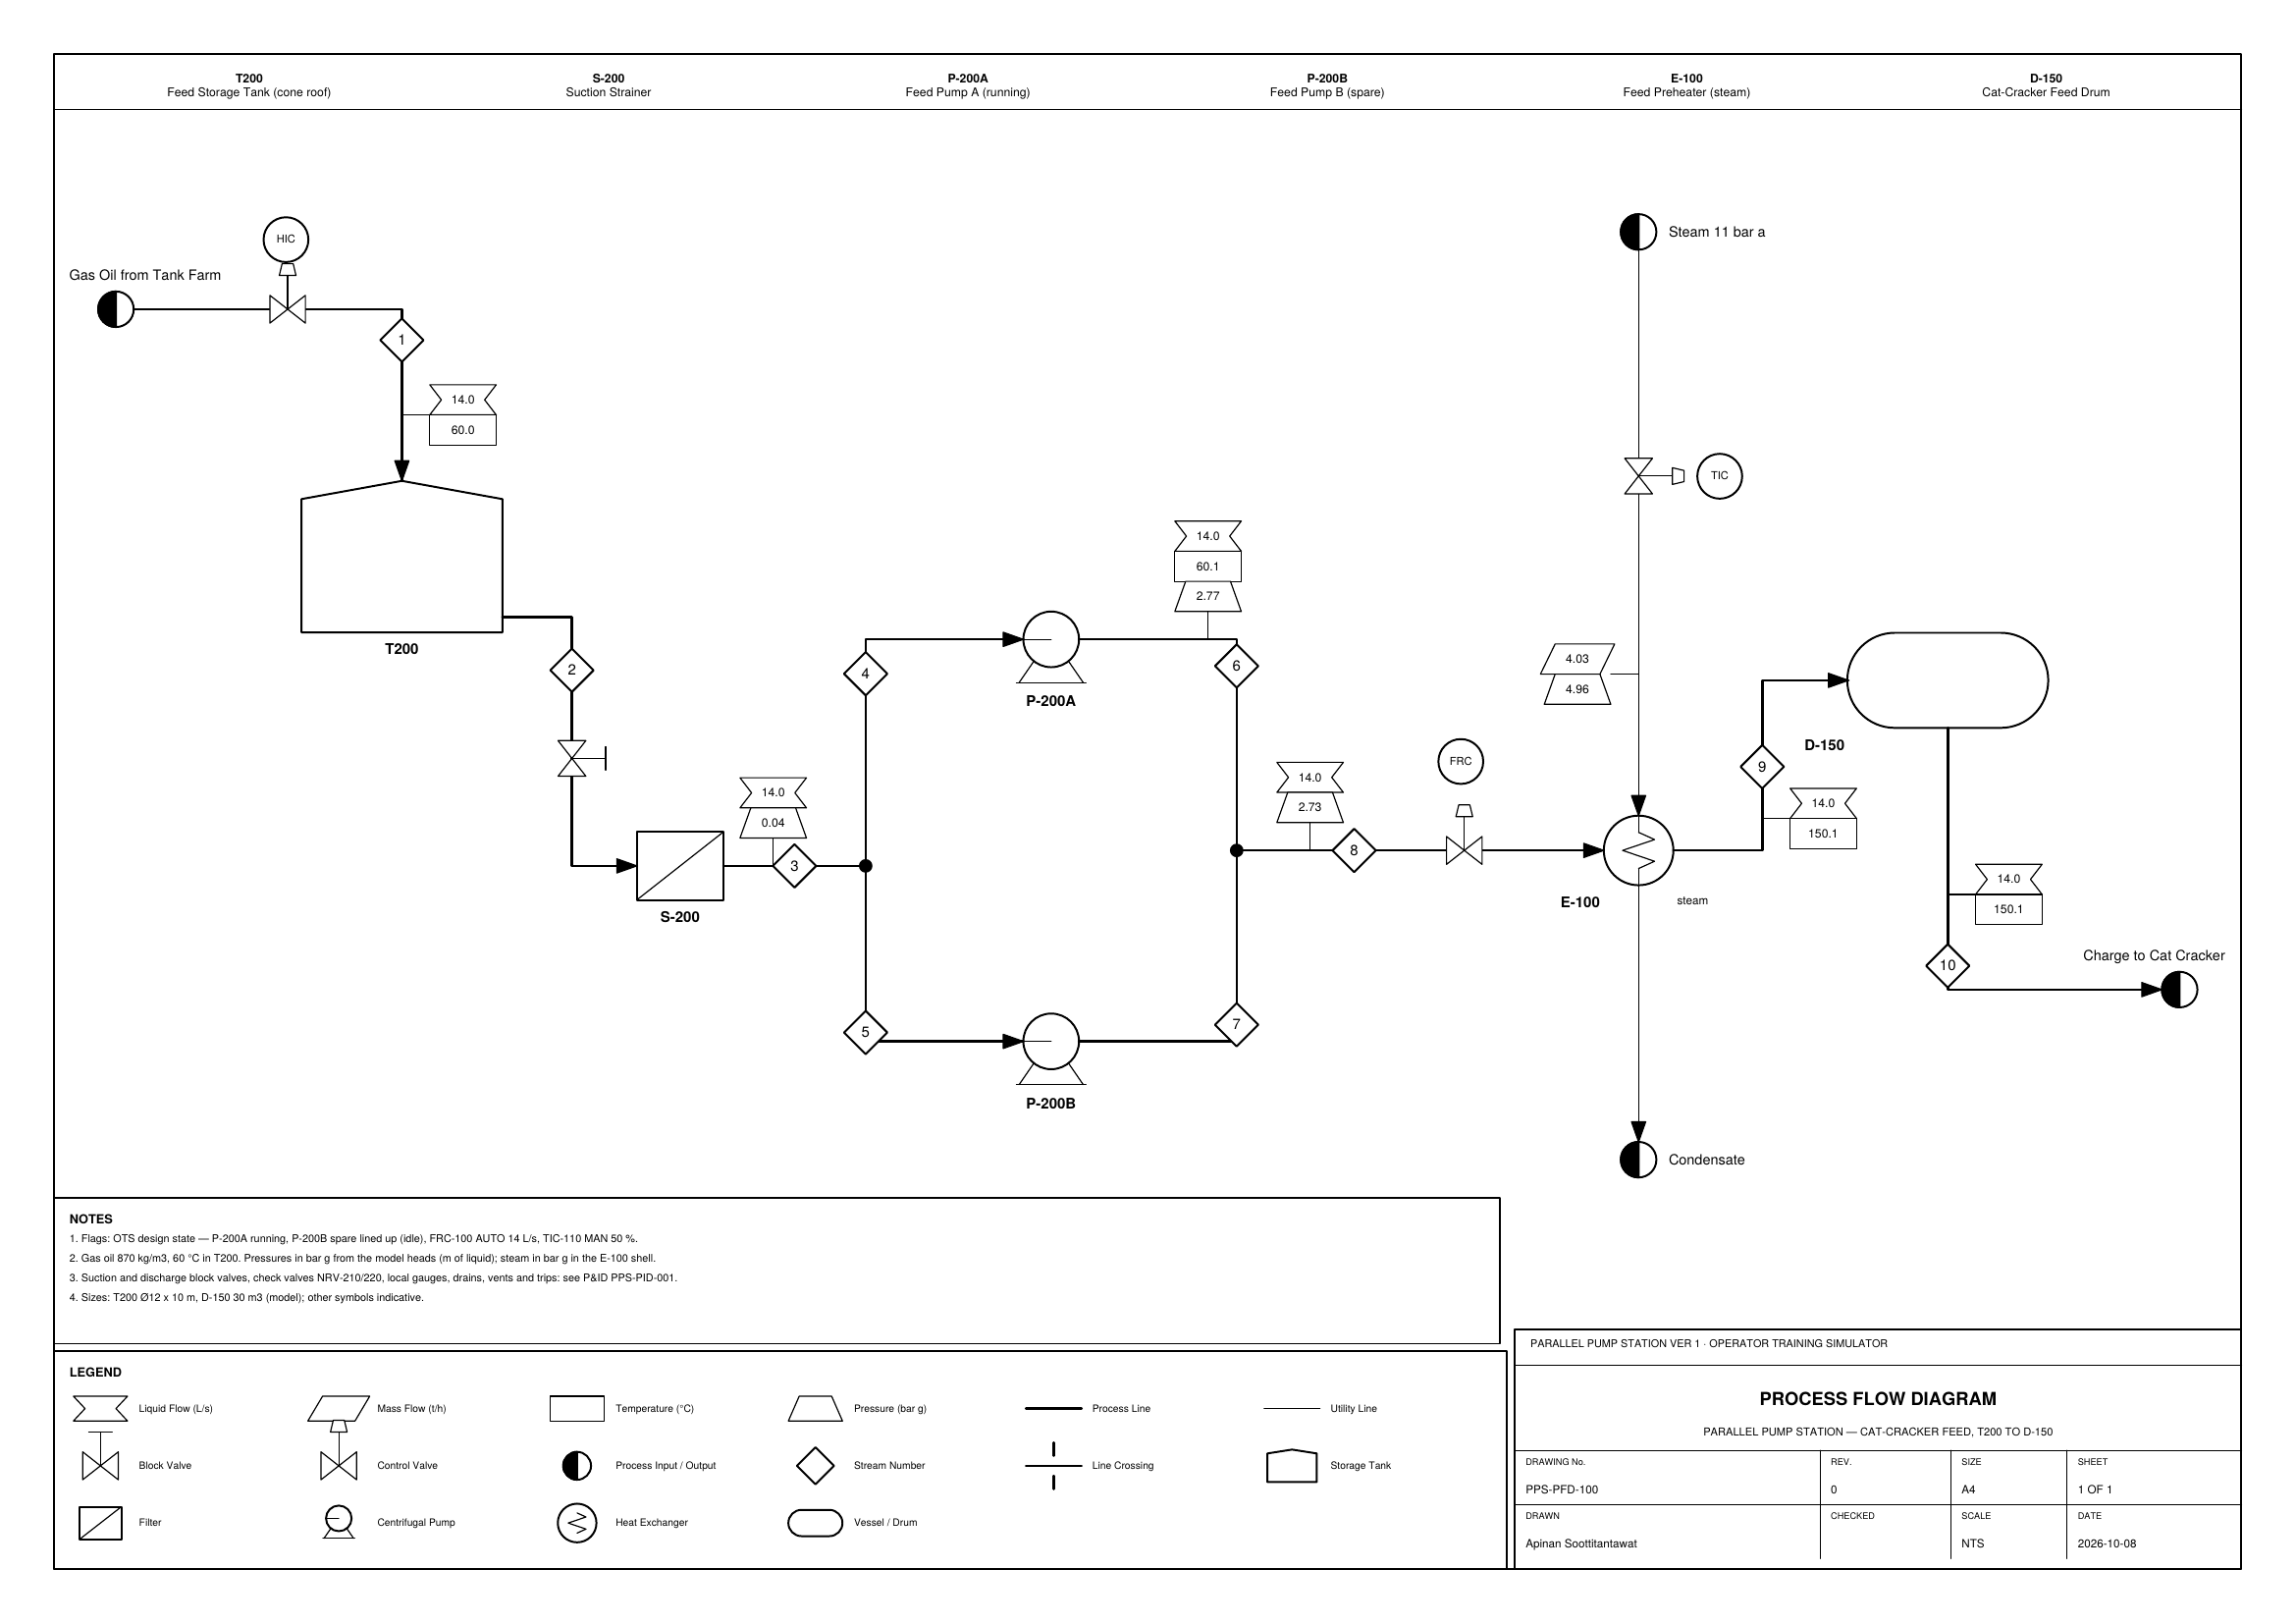 T200
Feed Storage Tank (cone roof)
S-200
Suction Strainer
P-200A
Feed Pump A (running)
P-200B
Feed Pump B (spare)
E-100
Feed Preheater (steam)
D-150
Cat-Cracker Feed Drum
HIC
Gas Oil from Tank Farm
1
14.0
60.0
T200
2
S-200
14.0
0.04
3
4
5
P-200A
P-200B
14.0
60.1
2.77
6
7
14.0
2.73
8
FRC
Steam 11 bar a
TIC
4.03
4.96
E-100
steam
Condensate
9
14.0
150.1
D-150
14.0
150.1
10
Charge to Cat Cracker
NOTES
1. Flags: OTS design state — P-200A running, P-200B spare lined up (idle), FRC-100 AUTO 14 L/s, TIC-110 MAN 50 %.
2. Gas oil 870 kg/m3, 60 °C in T200. Pressures in bar g from the model heads (m of liquid); steam in bar g in the E-100 shell.
3. Suction and discharge block valves, check valves NRV-210/220, local gauges, drains, vents and trips: see P&ID PPS-PID-001.
4. Sizes: T200 Ø12 x 10 m, D-150 30 m3 (model); other symbols indicative.
LEGEND
Liquid Flow (L/s)
Mass Flow (t/h)
Temperature (°C)
Pressure (bar g)
Process Line
Utility Line
Block Valve
Control Valve
Process Input / Output
Stream Number
Line Crossing
Storage Tank
Filter
Centrifugal Pump
Heat Exchanger
Vessel / Drum
PARALLEL PUMP STATION VER 1 · OPERATOR TRAINING SIMULATOR
PROCESS FLOW DIAGRAM
PARALLEL PUMP STATION — CAT-CRACKER FEED, T200 TO D-150
DRAWING No.
PPS-PFD-100
REV.
0
SIZE
A4
SHEET
1 OF 1
DRAWN
Apinan Soottitantawat
CHECKED
SCALE
NTS
DATE
2026-10-08